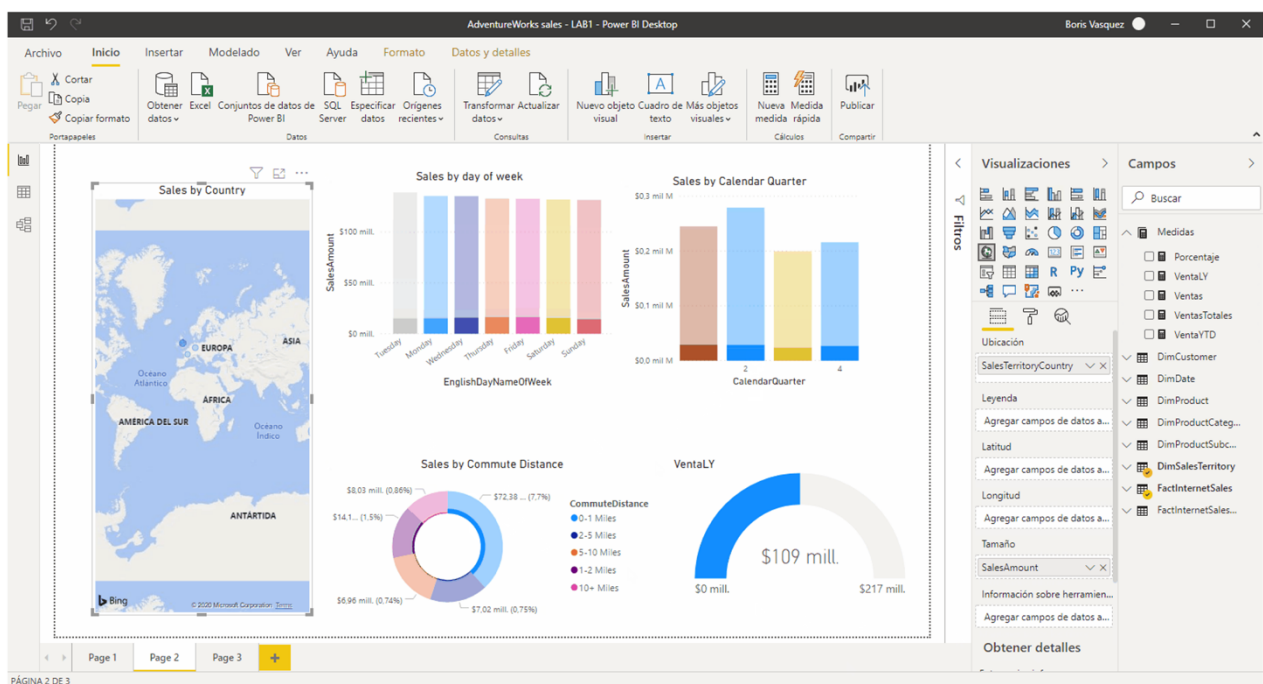 AdventureWorks sales - LAB1 - Power BI Desktop
Boris Vasquez
Archivo Inicio Insertar Modelado Ver Ayuda Formato Datos y detalles
Pegar
Cortar
Copia
Copiar formato
Portapapeles
Obtener datos
Excel
Conjuntos de datos de Power BI
SQL Server
Especificar datos
Orígenes recientes
Datos
Transformar datos
Actualizar
Consultas
Nuevo objeto visual
Cuadro de texto
Más objetos visuales
Insertar
Nueva medida
Medida rápida
Cálculos
Publicar
Compartir
Sales by Country
EUROPA
ASIA
Océano Atlántico
ÁFRICA
AMÉRICA DEL SUR
Océano Índico
ANTÁRTIDA
Bing
© 2020 Microsoft Corporation Terms
Sales by day of week
SalesAmount
$100 mill.
$50 mill.
$0 mill.
Tuesday
Monday
Wednesday
Thursday
Friday
Saturday
Sunday
EnglishDayNameOfWeek
Sales by Calendar Quarter
SalesAmount
$0.3 mil M
$0.2 mil M
$0.1 mil M
$0.0 mil M
2 4
CalendarQuarter
Sales by Commute Distance
$8,03 mill. (0,86%)
$72,38 ... (7,7%)
$14,1... (1,5%)
$6,96 mill. (0,74%)
$7,02 mill. (0,75%)
CommuteDistance
0-1 Miles
2-5 Miles
5-10 Miles
1-2 Miles
10+ Miles
VentaLY
$109 mill.
$0 mill.
$217 mill.
Filtros
Visualizaciones
R Py
Ubicación
SalesTerritoryCountry
Leyenda
Agregar campos de datos a...
Latitud
Agregar campos de datos a...
Longitud
Agregar campos de datos a...
Tamaño
SalesAmount
Información sobre herramien...
Agregar campos de datos a...
Obtener detalles
Campos
Buscar
Medidas
Porcentaje
VentaLY
Ventas
VentasTotales
VentaYTD
DimCustomer
DimDate
DimProduct
DimProductCateg...
DimProductSubc...
DimSalesTerritory
FactInternetSales
FactInternetSales...
Page 1 Page 2 Page 3 +
PÁGINA 2 DE 3